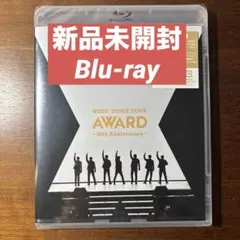 新品未開封
Blu-ray
WEST. DOME TOUR
AWARD
- 10th Anniversary -